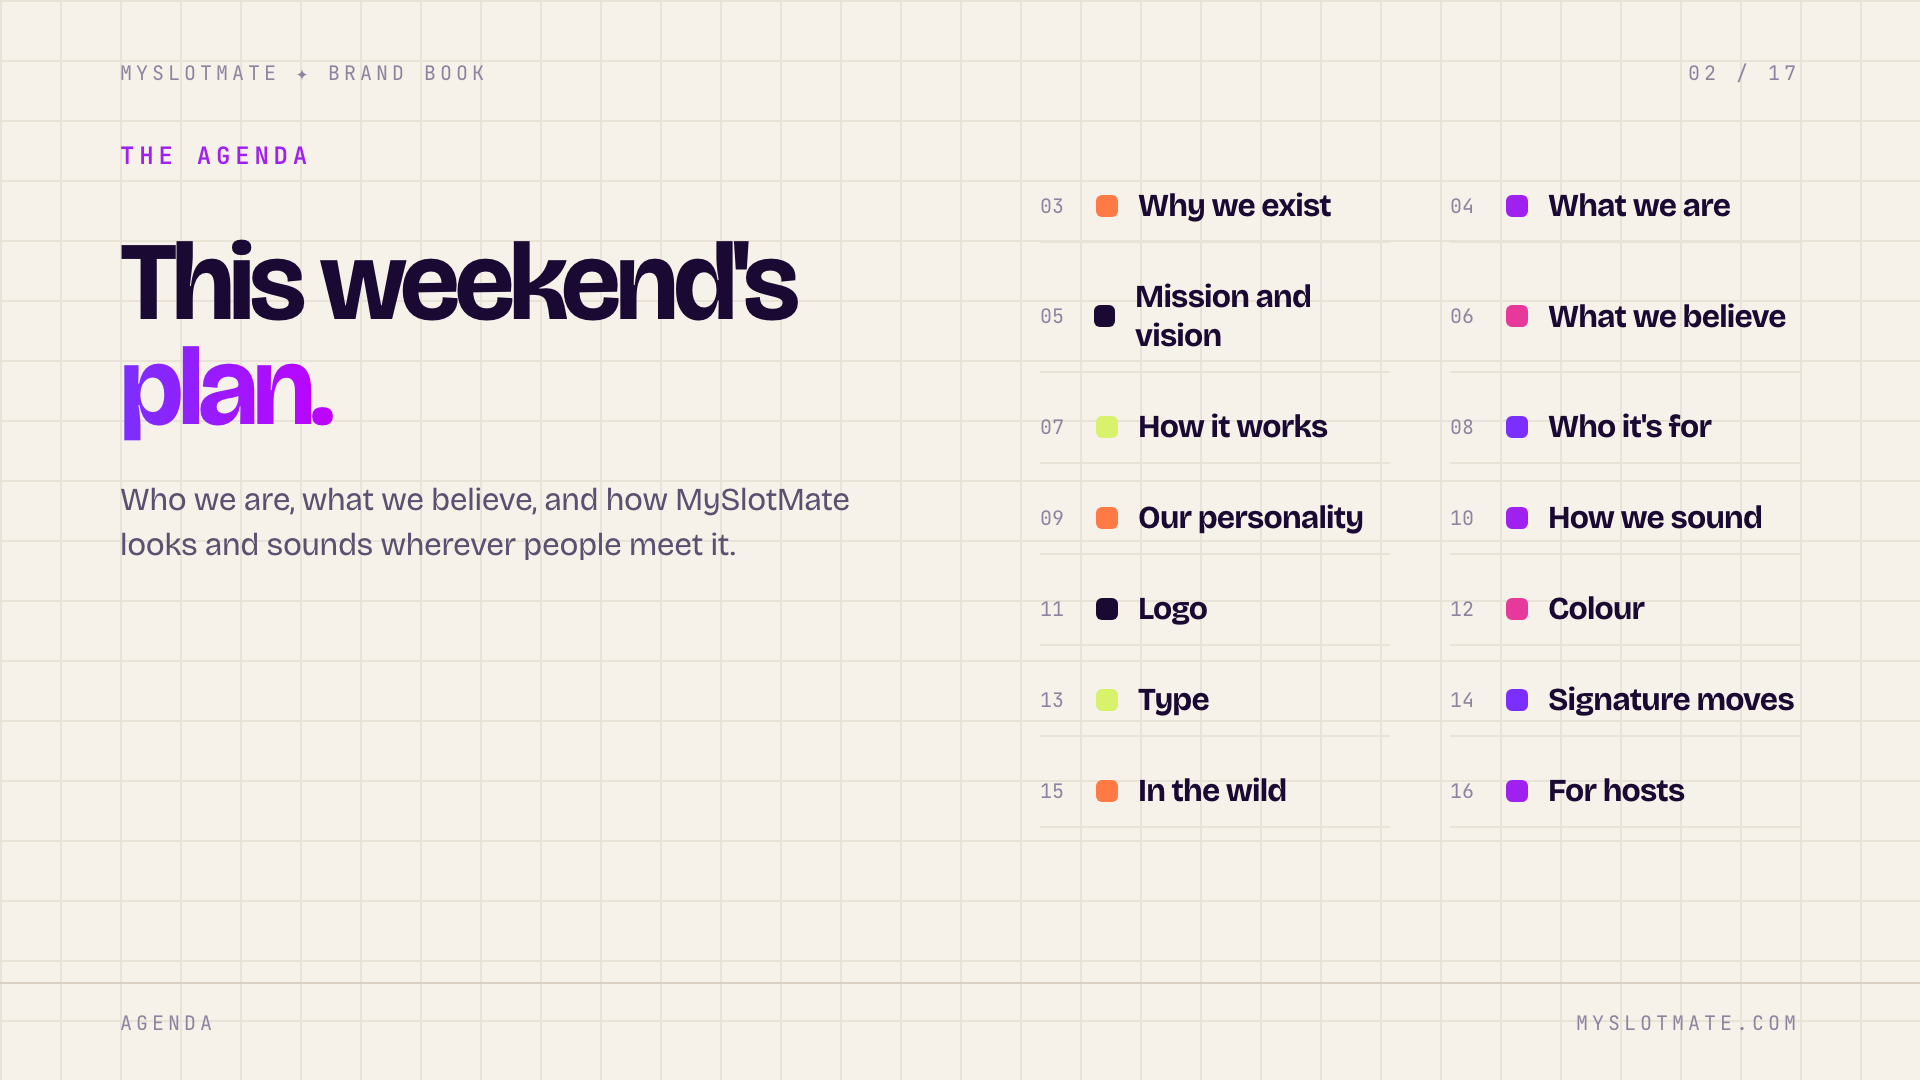 MYSLOTMATE ✦ BRAND BOOK
02 / 17
THE AGENDA
This weekend's
plan.
Who we are, what we believe, and how MySlotMate
looks and sounds wherever people meet it.
03 Why we exist
04 What we are
05 Mission and
vision
06 What we believe
07 How it works
08 Who it's for
09 Our personality
10 How we sound
11 Logo
12 Colour
13 Type
14 Signature moves
15 In the wild
16 For hosts
AGENDA
MYSLOTMATE.COM